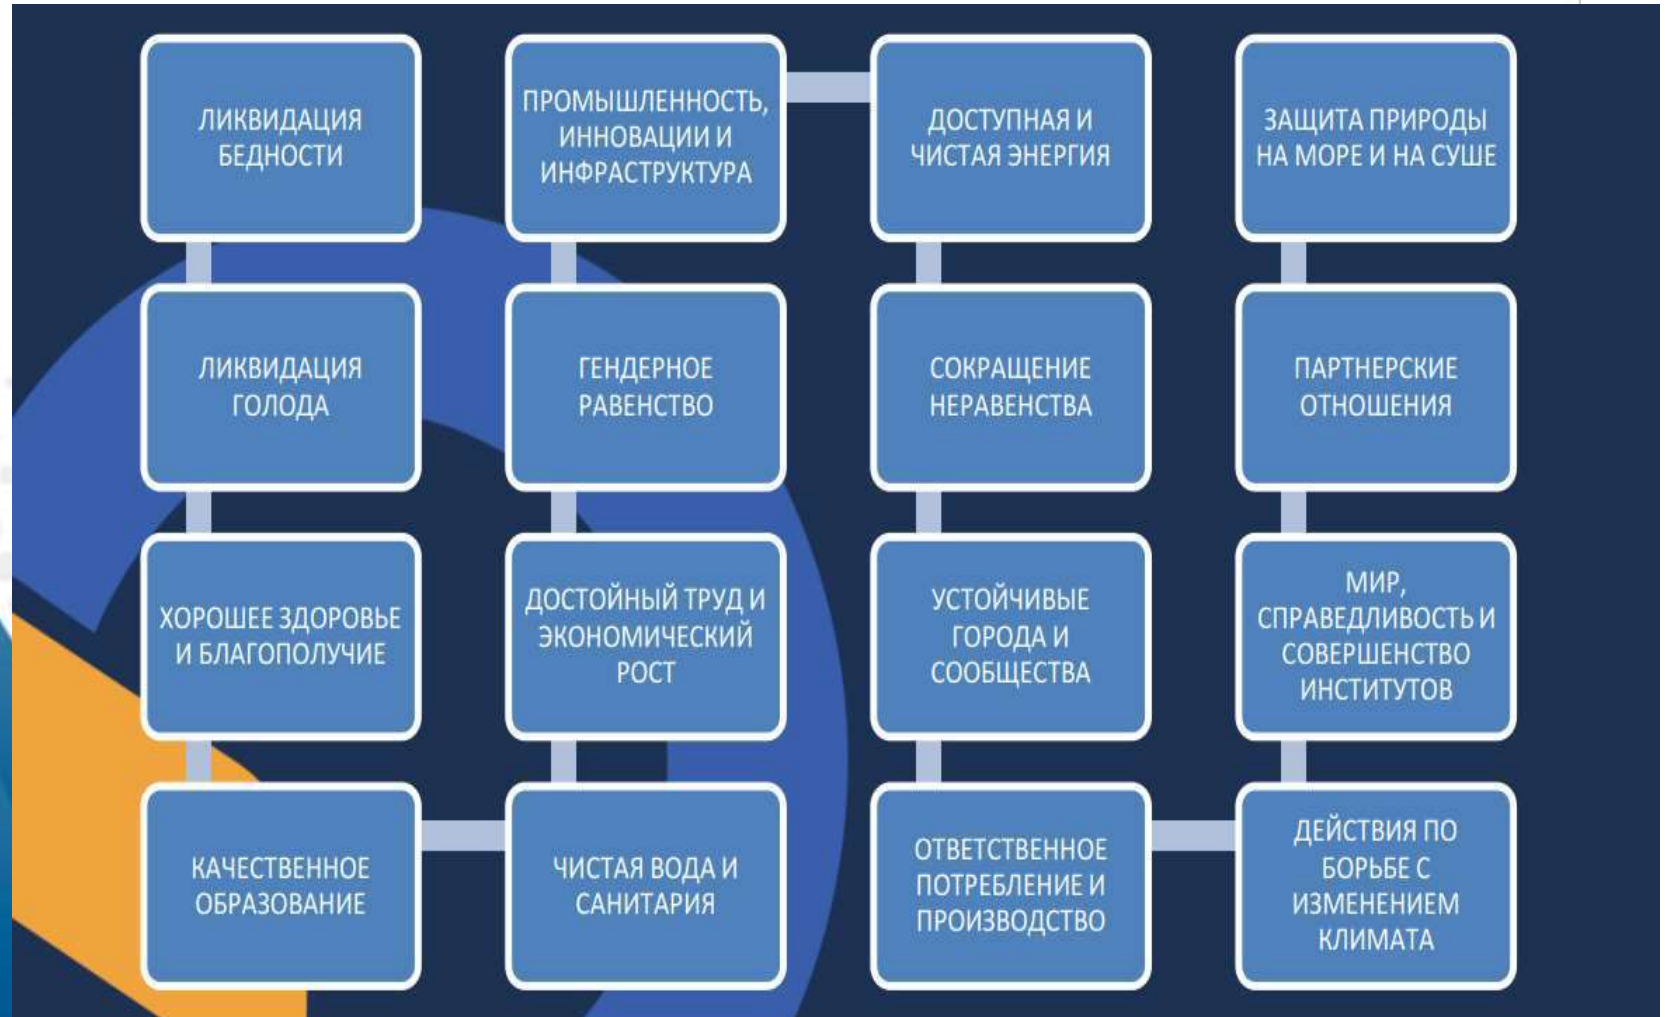 ЛИКВИДАЦИЯ
БЕДНОСТИ
ЛИКВИДАЦИЯ
ГОЛОДА
ХОРОШЕЕ ЗДОРОВЬЕ
И БЛАГОПОЛУЧИЕ
КАЧЕСТВЕННОЕ
ОБРАЗОВАНИЕ
ЧИСТАЯ ВОДА И
САНИТАРИЯ
ДОСТОЙНЫЙ ТРУД И
ЭКОНОМИЧЕСКИЙ
РОСТ
ГЕНДЕРНОЕ
РАВЕНСТВО
ПРОМЫШЛЕННОСТЬ,
ИННОВАЦИИ И
ИНФРАСТРУКТУРА
ДОСТУПНАЯ И
ЧИСТАЯ ЭНЕРГИЯ
СОКРАЩЕНИЕ
НЕРАВЕНСТВА
УСТОЙЧИВЫЕ
ГОРОДА И
СООБЩЕСТВА
ОТВЕТСТВЕННОЕ
ПОТРЕБЛЕНИЕ И
ПРОИЗВОДСТВО
ДЕЙСТВИЯ ПО
БОРЬБЕ С
ИЗМЕНЕНИЕМ
КЛИМАТА
МИР,
СПРАВЕДЛИВОСТЬ И
СОВЕРШЕНСТВО
ИНСТИТУТОВ
ПАРТНЕРСКИЕ
ОТНОШЕНИЯ
ЗАЩИТА ПРИРОДЫ
НА МОРЕ И НА СУШЕ